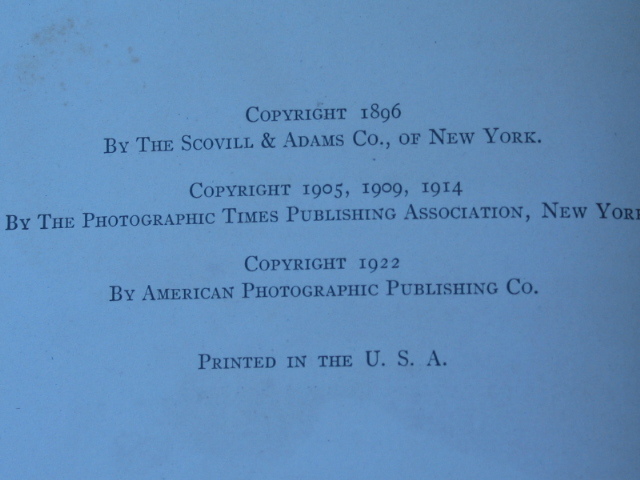 Copyright 1896
By The Scovill & Adams Co., of New York.
Copyright 1905, 1909, 1914
By The Photographic Times Publishing Association, New York
Copyright 1922
By American Photographic Publishing Co.
Printed in the U. S. A.